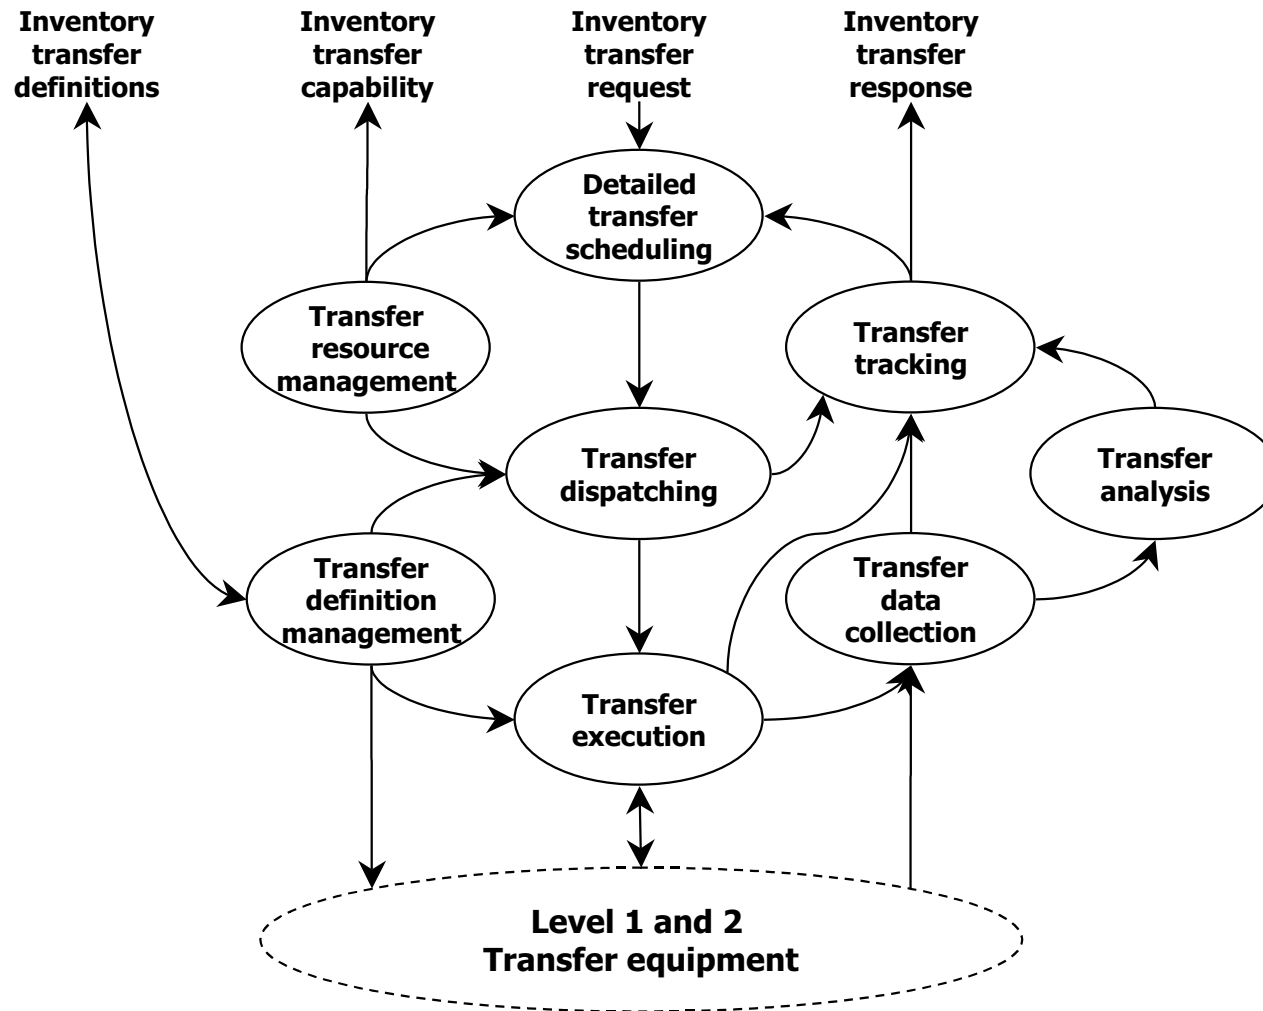 Inventory
transfer
definitions
Inventory
transfer
capability
Inventory
transfer
request
Inventory
transfer
response
Detailed
transfer
scheduling
Transfer
resource
management
Transfer
tracking
Transfer
dispatching
Transfer
analysis
Transfer
definition
management
Transfer
data
collection
Transfer
execution
Level 1 and 2
Transfer equipment